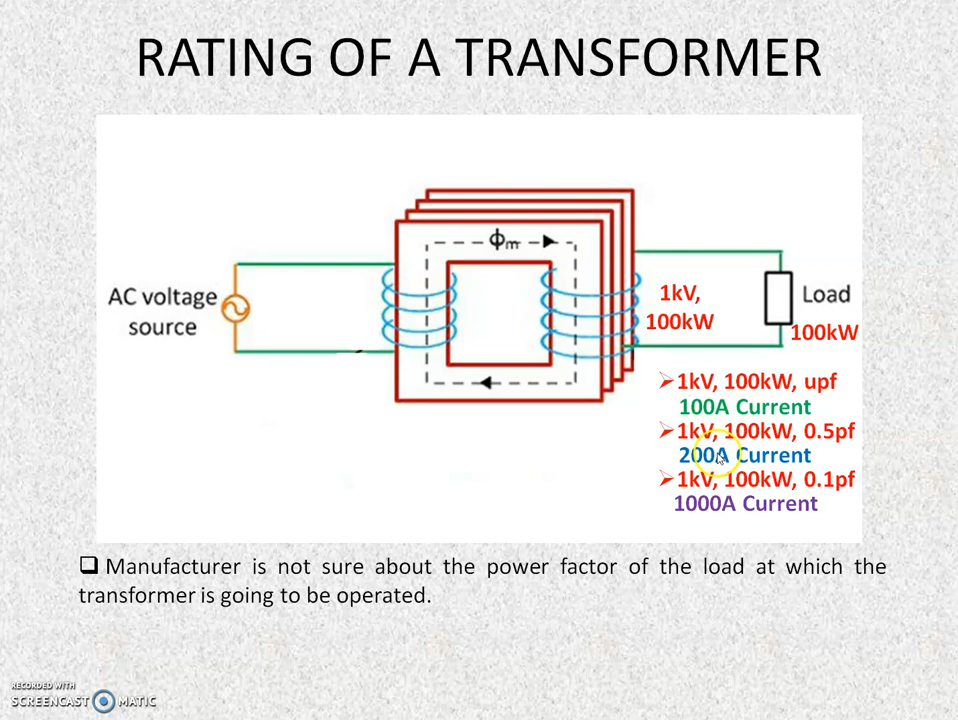 RATING OF A TRANSFORMER
ϕm
AC voltage
source
1kV,
100kW
Load
100kW
➢1kV, 100kW, upf
100A Current
➢1kV, 100kW, 0.5pf
200A Current
➢1kV, 100kW, 0.1pf
1000A Current
❑ Manufacturer is not sure about the power factor of the load at which the
transformer is going to be operated.
RECORDED WITH
SCREENCAST MATIC